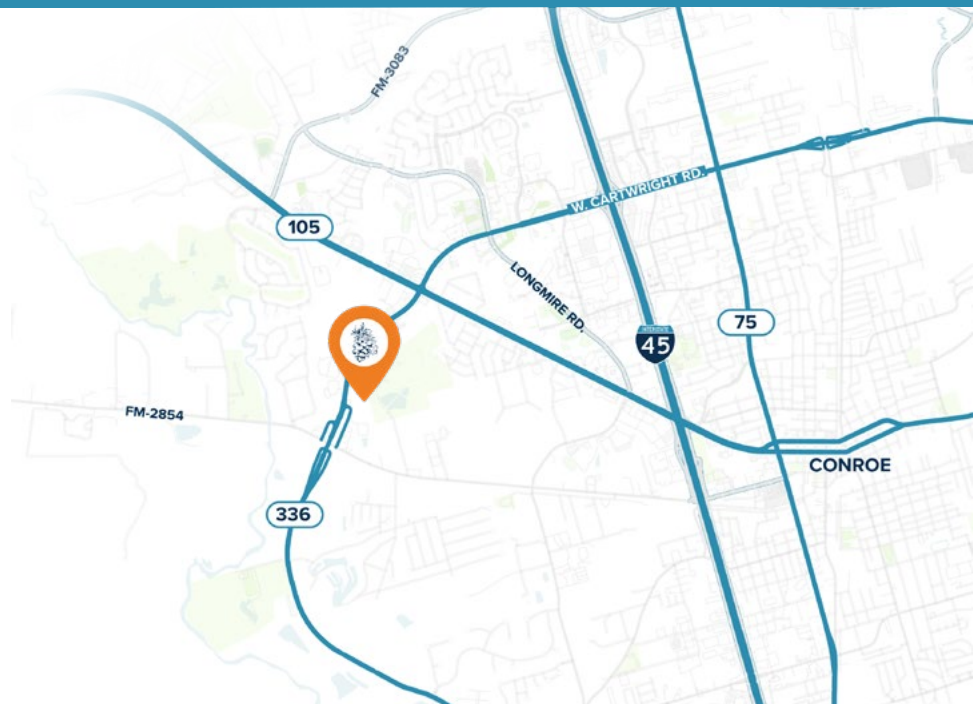 FM-3083
W. CARTWRIGHT RD.
105
LONGMIRE RD.
75
INTERSTATE
45
FM-2854
CONROE
336